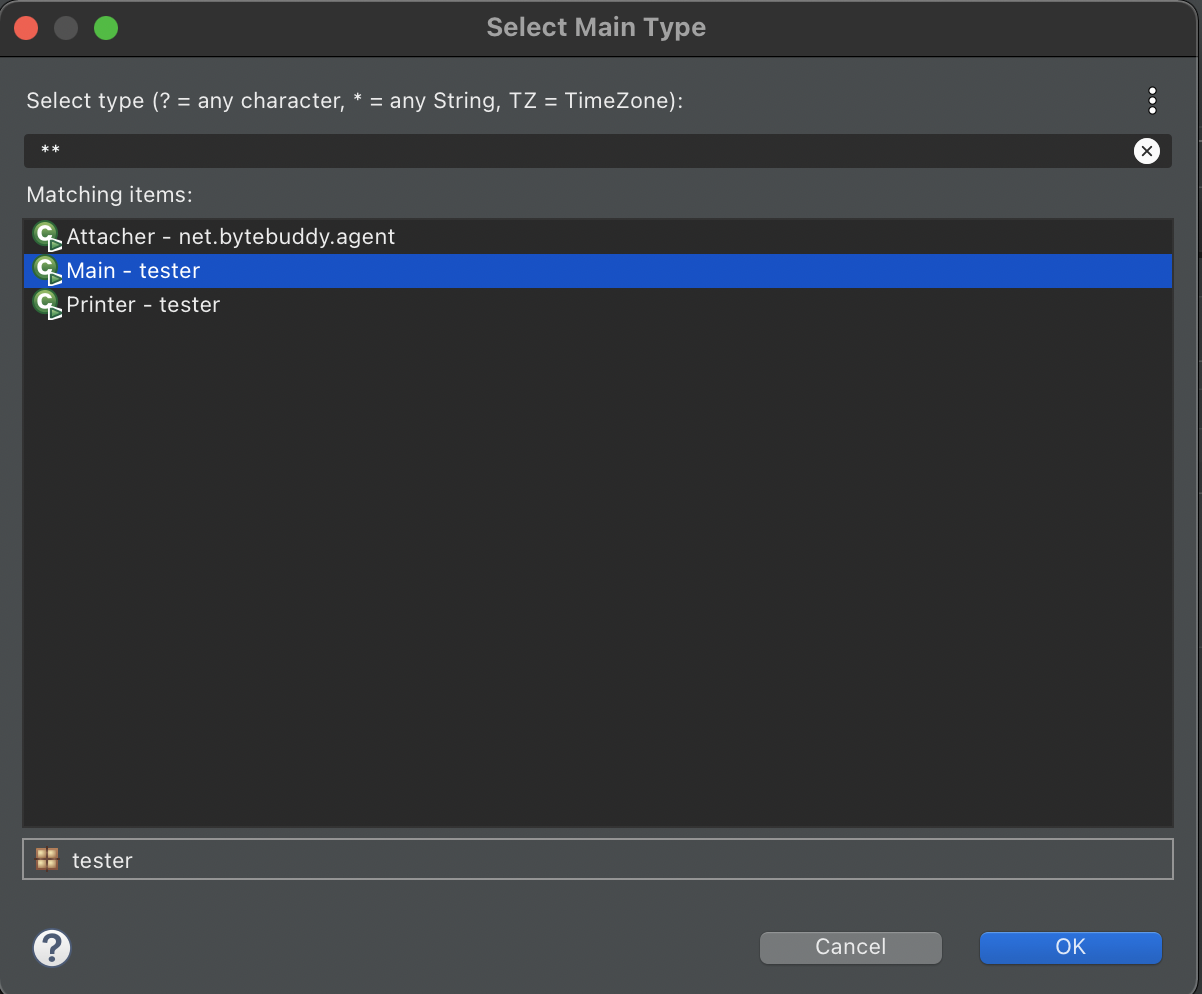 Select Main Type
Select type (? = any character, * = any String, TZ = TimeZone):
**
Matching items:
Attacher - net.bytebuddy.agent
Main - tester
Printer - tester
tester
Cancel
OK